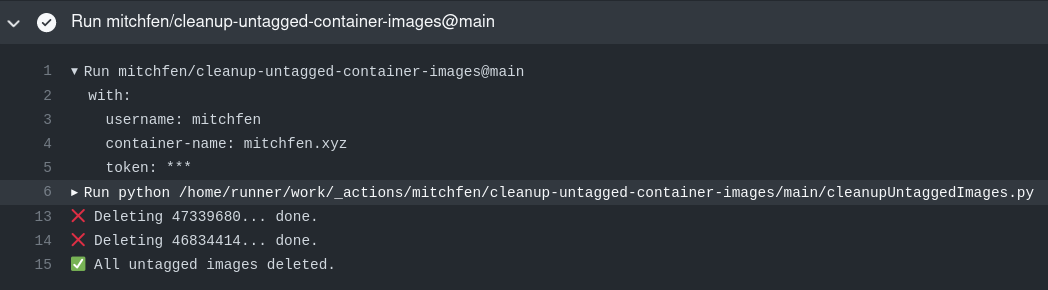 Run mitchfen/cleanup-untagged-container-images@main
1 ▼ Run mitchfen/cleanup-untagged-container-images@main
2 with:
3 username: mitchfen
4 container-name: mitchfen.xyz
5 token: ***
6 ▶ Run python /home/runner/work/_actions/mitchfen/cleanup-untagged-container-images/main/cleanupUntaggedImages.py
13 ❌ Deleting 47339680... done.
14 ❌ Deleting 46834414... done.
15 ✅ All untagged images deleted.